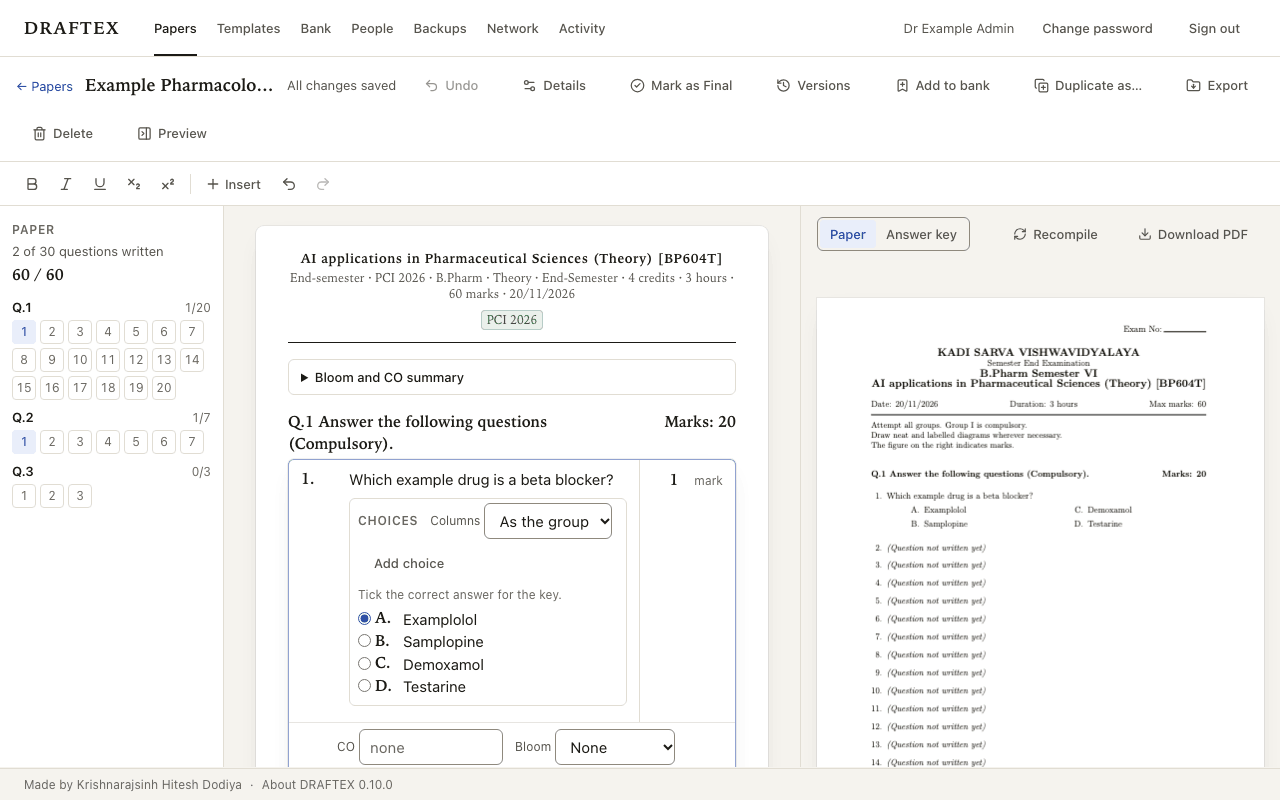 DRAFTEX Papers Templates Bank People Backups Network Activity Dr Example Admin Change password Sign out
← Papers Example Pharmacolo... All changes saved Undo Details Mark as Final Versions Add to bank Duplicate as... Export
Delete Preview
B I U ×₂ ×² + Insert
PAPER
2 of 30 questions written
60 / 60
Q.1 1/20
1 2 3 4 5 6 7
8 9 10 11 12 13 14
15 16 17 18 19 20
Q.2 1/7
1 2 3 4 5 6 7
Q.3 0/3
1 2 3
AI applications in Pharmaceutical Sciences (Theory) [BP604T]
End-semester · PCI 2026 · B.Pharm · Theory · End-Semester · 4 credits · 3 hours ·
60 marks · 20/11/2026
PCI 2026
Bloom and CO summary
Q.1 Answer the following questions (Compulsory). Marks: 20
1. Which example drug is a beta blocker? 1 mark
CHOICES Columns As the group
Add choice
Tick the correct answer for the key.
A. Examplolol
B. Samplopine
C. Demoxamol
D. Testarine
CO none Bloom None
Paper Answer key Recompile Download PDF
Exam No:
KADI SARVA VISHWAVIDYALAYA
Semester End Examination
B.Pharm Semester VI
AI applications in Pharmaceutical Sciences (Theory) [BP604T]
Date: 20/11/2026 Duration: 3 hours Max marks: 60
Attempt all groups. Group I is compulsory.
Draw neat and labelled diagrams wherever necessary.
The figure on the right indicates marks.
Q.1 Answer the following questions (Compulsory). Marks: 20
1. Which example drug is a beta blocker?
A. Examplolol C. Demoxamol
B. Samplopine D. Testarine
2. (Question not written yet)
3. (Question not written yet)
4. (Question not written yet)
5. (Question not written yet)
6. (Question not written yet)
7. (Question not written yet)
8. (Question not written yet)
9. (Question not written yet)
10. (Question not written yet)
11. (Question not written yet)
12. (Question not written yet)
13. (Question not written yet)
14. (Question not written yet)
Made by Krishnarajsinh Hitesh Dodiya · About DRAFTEX 0.10.0